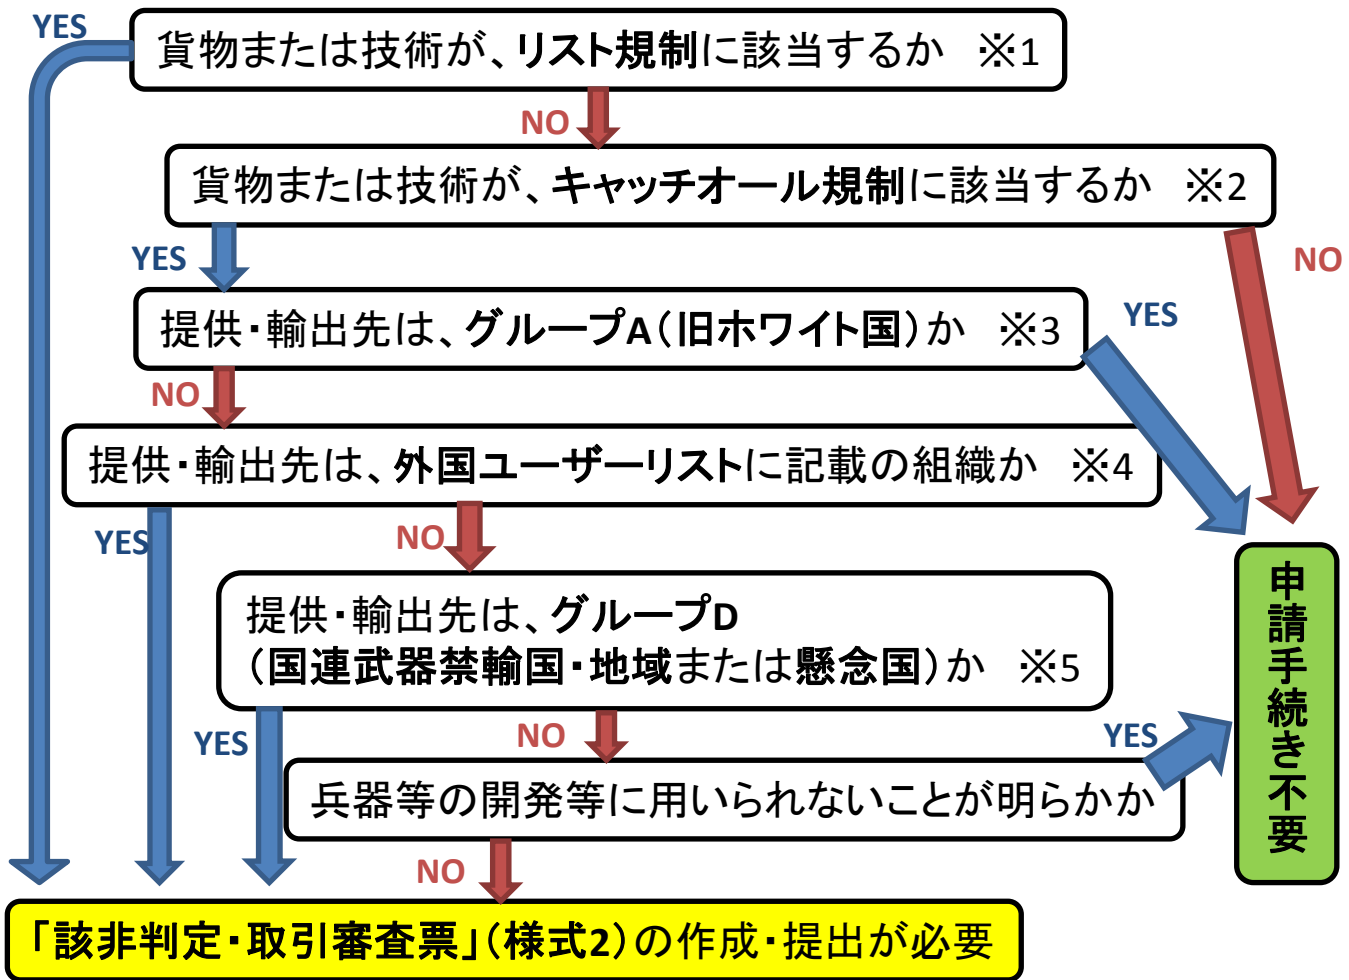 YES
貨物または技術が、リスト規制に該当するか ※1
NO
貨物または技術が、キャッチオール規制に該当するか ※2
YES
NO
提供・輸出先は、グループA（旧ホワイト国）か ※3
YES
NO
提供・輸出先は、外国ユーザーリストに記載の組織か ※4
YES
NO
提供・輸出先は、グループD
（国連武器禁輸国・地域または懸念国）か ※5
YES
NO
YES
兵器等の開発等に用いられないことが明らかか
NO
申請手続き不要
「該非判定・取引審査票」（様式2）の作成・提出が必要